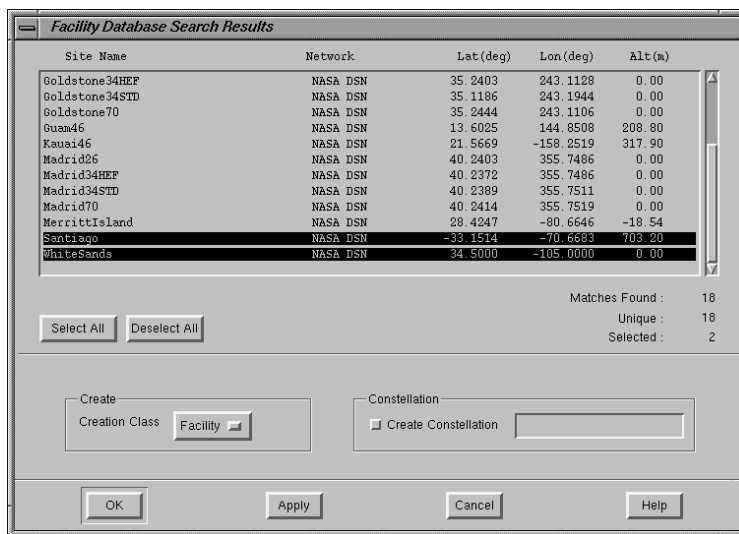 Facility Database Search Results
Site Name Network Lat(deg) Lon(deg) Alt(m)
Goldstone34HEF NASA DSN 35.2403 243.1128 0.00
Goldstone34STD NASA DSN 35.1186 243.1944 0.00
Goldstone70 NASA DSN 35.2444 243.1106 0.00
Guam46 NASA DSN 13.6025 144.8508 208.80
Kauai46 NASA DSN 21.5669 -158.2519 317.90
Madrid26 NASA DSN 40.2403 355.7486 0.00
Madrid34HEF NASA DSN 40.2372 355.7486 0.00
Madrid34STD NASA DSN 40.2389 355.7511 0.00
Madrid70 NASA DSN 40.2414 355.7519 0.00
MerrittIsland NASA DSN 28.4247 -80.6646 -18.54
Santiago NASA DSN -33.1514 -70.6683 703.20
WhiteSands NASA DSN 34.5000 -105.0000 0.00
Matches Found : 18
Select All Deselect All Unique : 18
Selected : 2
Create Constellation
Creation Class Facility Create Constellation
OK Apply Cancel Help